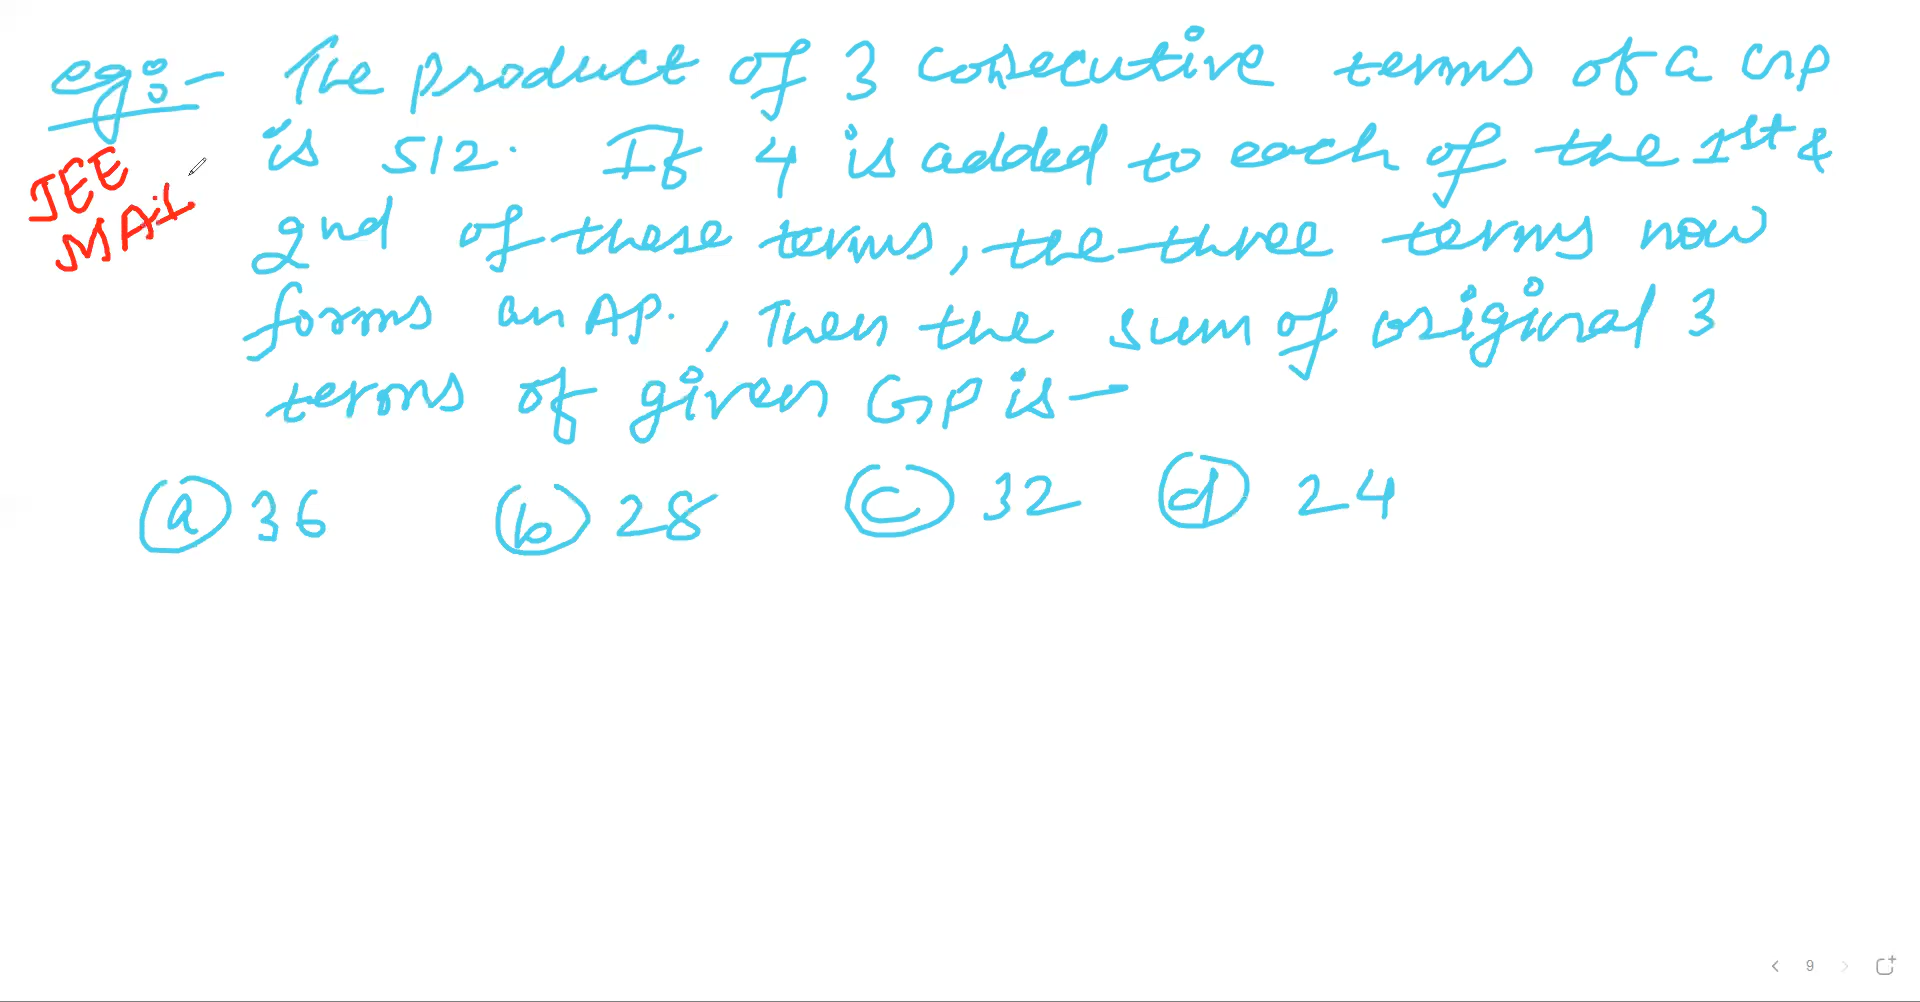 eg:- The product of 3 consecutive terms of a GP
is 512. If 4 is added to each of the 1st &
2nd of these terms, the three terms now
forms an AP., Then the sum of original 3
terms of given GP is -
JEE
MAI
(a) 36 (b) 28 (c) 32 (d) 24
9